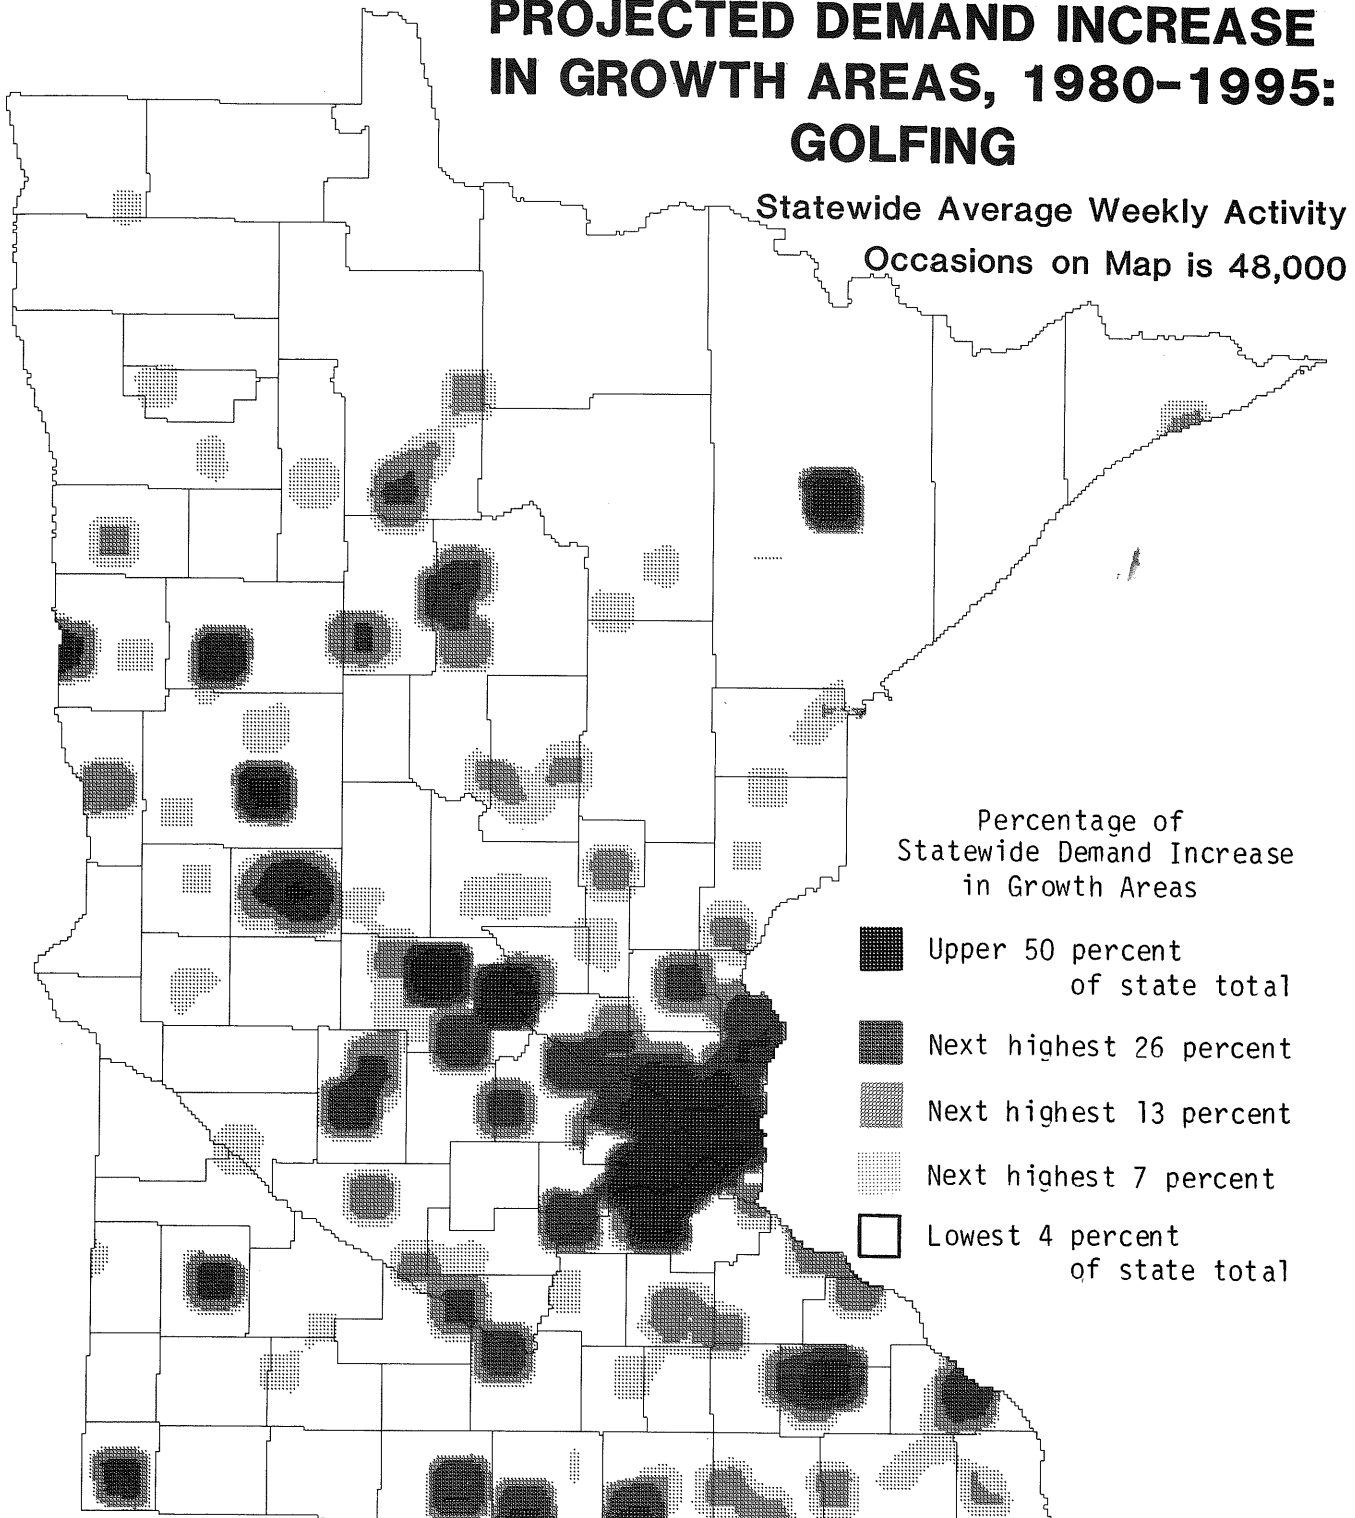 PROJECTED DEMAND INCREASE
IN GROWTH AREAS, 1980-1995:
GOLFING
Statewide Average Weekly Activity
Occasions on Map is 48,000
Percentage of
Statewide Demand Increase
in Growth Areas
Upper 50 percent
of state total
Next highest 26 percent
Next highest 13 percent
Next highest 7 percent
Lowest 4 percent
of state total